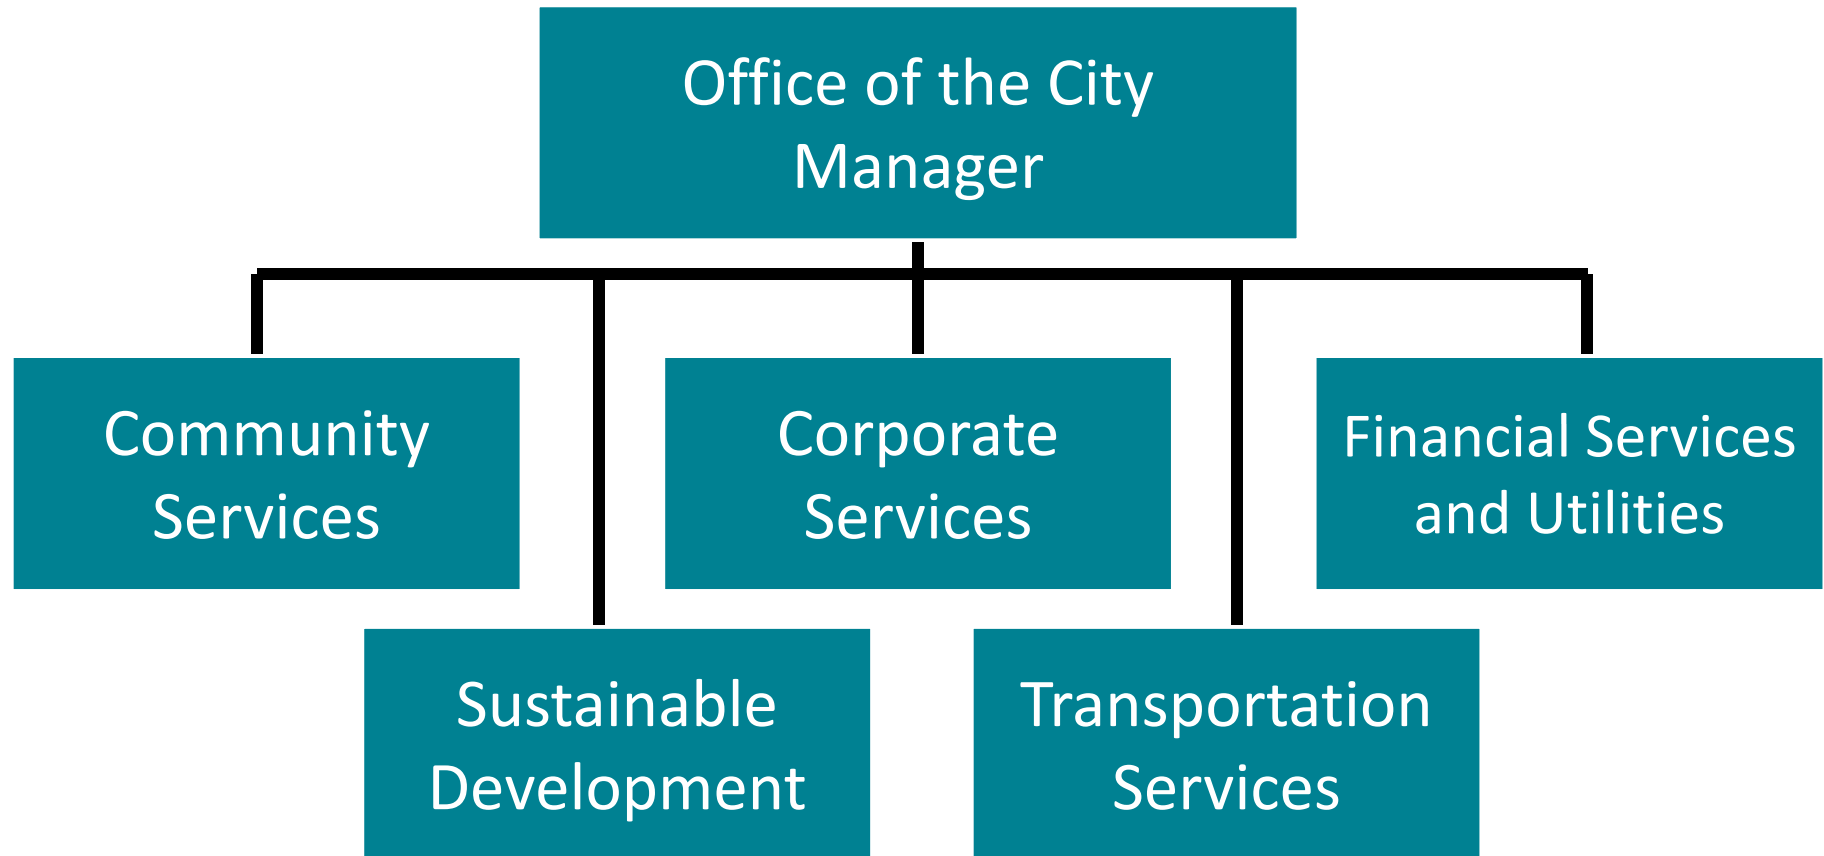 Office of the City
Manager
Community
Services
Corporate
Services
Financial Services
and Utilities
Sustainable
Development
Transportation
Services